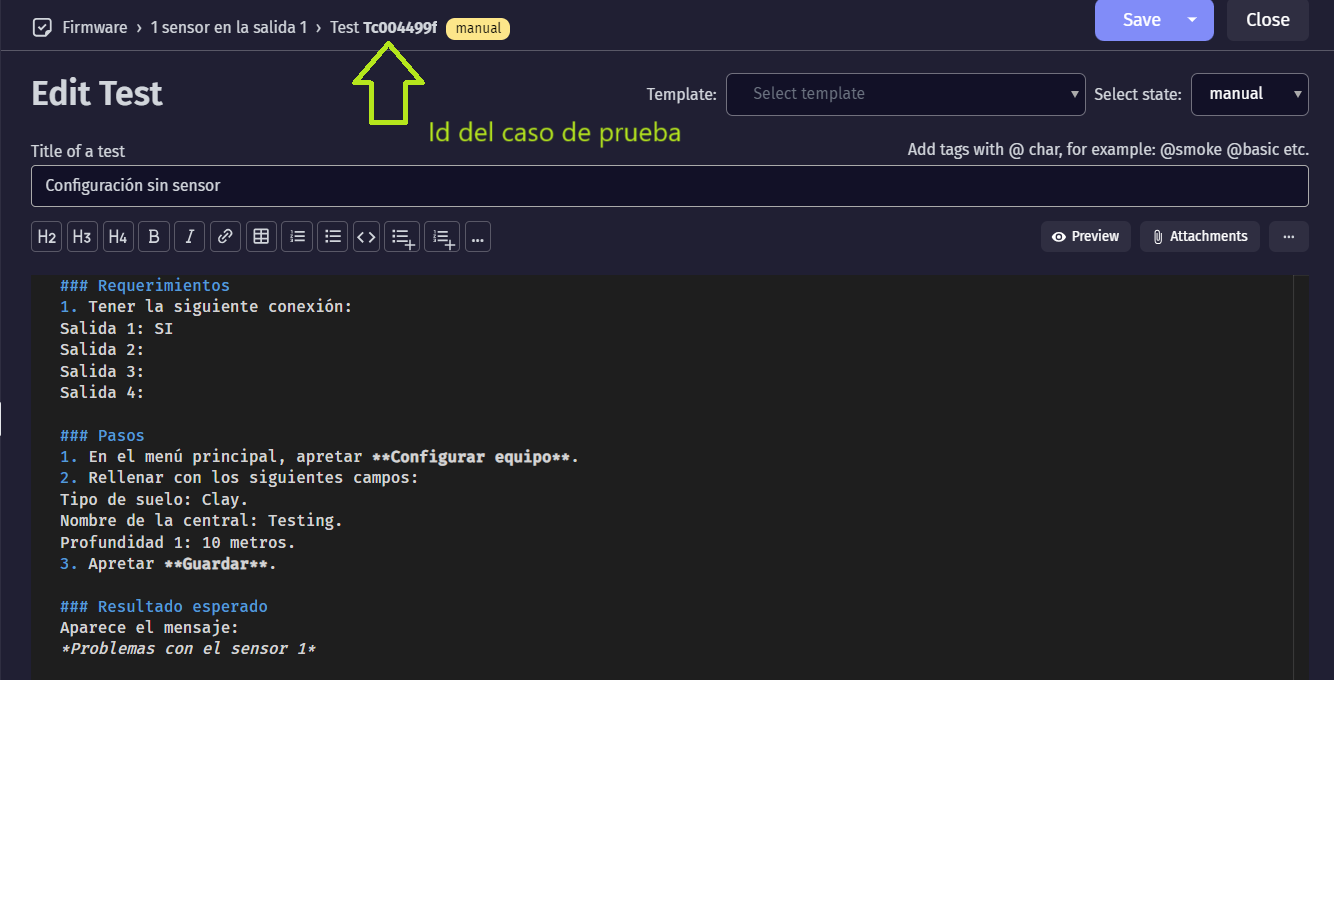 Firmware › 1 sensor en la salida 1 › Test Tc004499f manual
Save
Close
Edit Test
Template: Select template
Select state: manual
Id del caso de prueba
Title of a test
Add tags with @ char, for example: @smoke @basic etc.
Configuración sin sensor
H2 H3 H4 B I <> ...
Preview
Attachments
...
### Requerimientos
1. Tener la siguiente conexión:
Salida 1: SI
Salida 2:
Salida 3:
Salida 4:
### Pasos
1. En el menú principal, apretar **Configurar equipo**.
2. Rellenar con los siguientes campos:
Tipo de suelo: Clay.
Nombre de la central: Testing.
Profundidad 1: 10 metros.
3. Apretar **Guardar**.
### Resultado esperado
Aparece el mensaje:
*Problemas con el sensor 1*